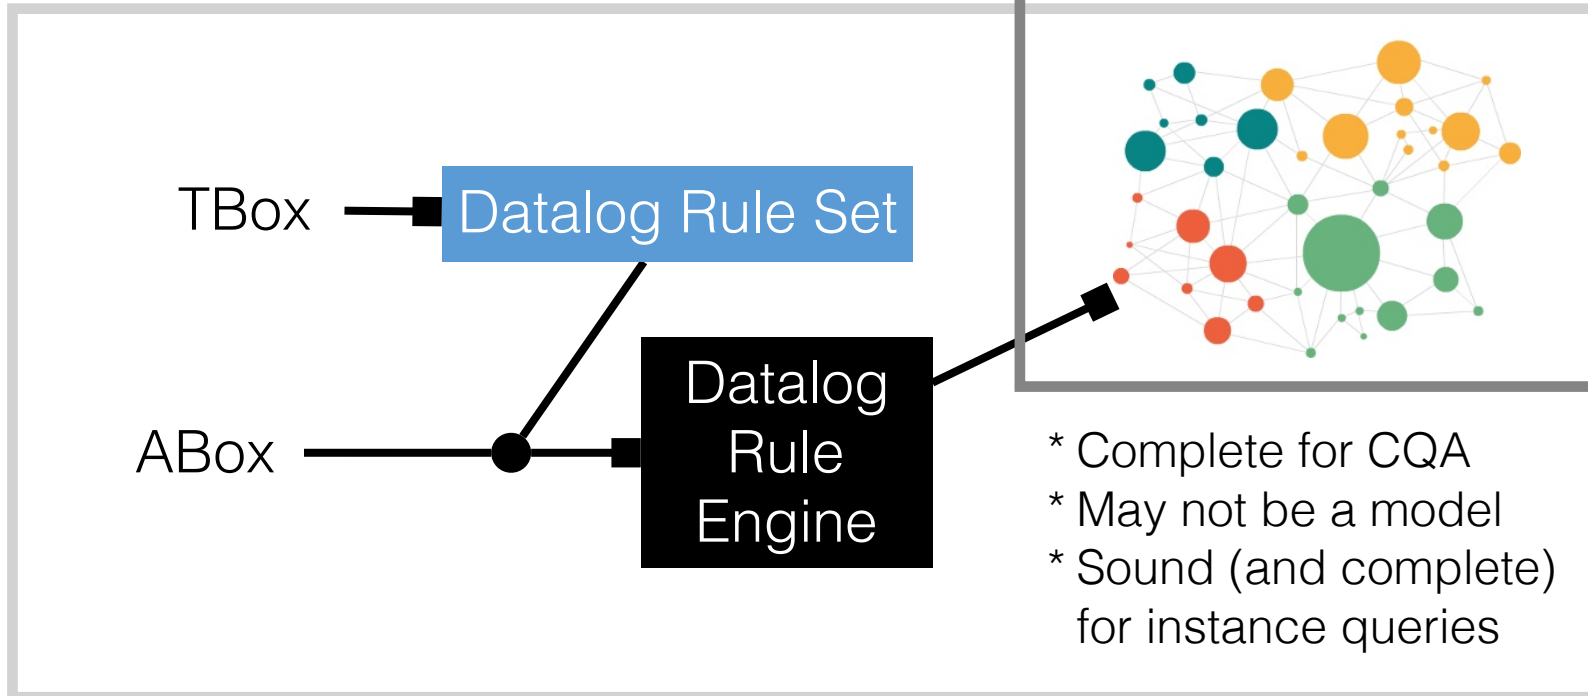 TBox
Datalog Rule Set
ABox
Datalog
Rule
Engine
* Complete for CQA
* May not be a model
* Sound (and complete)
for instance queries